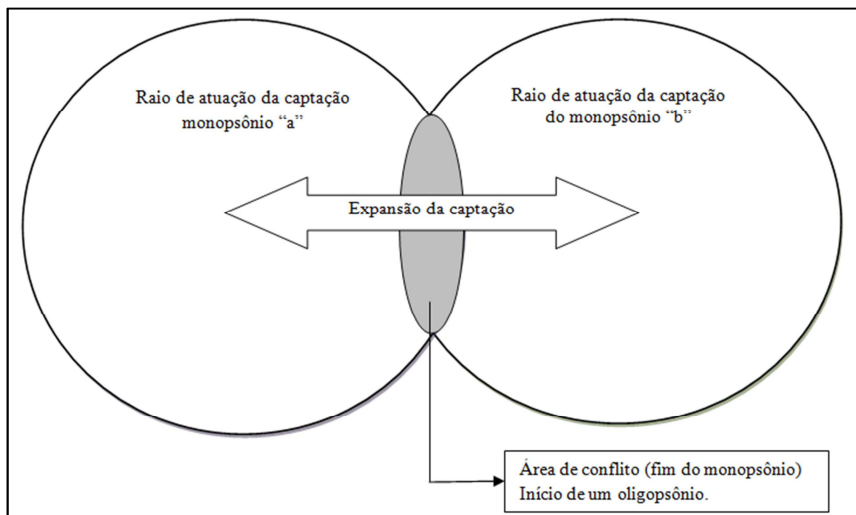 Raio de atuação da captação
monopsônio “a”
Raio de atuação da captação
do monopsônio “b”
Expansão da captação
Área de conflito (fim do monopsônio)
Início de um oligopsônio.